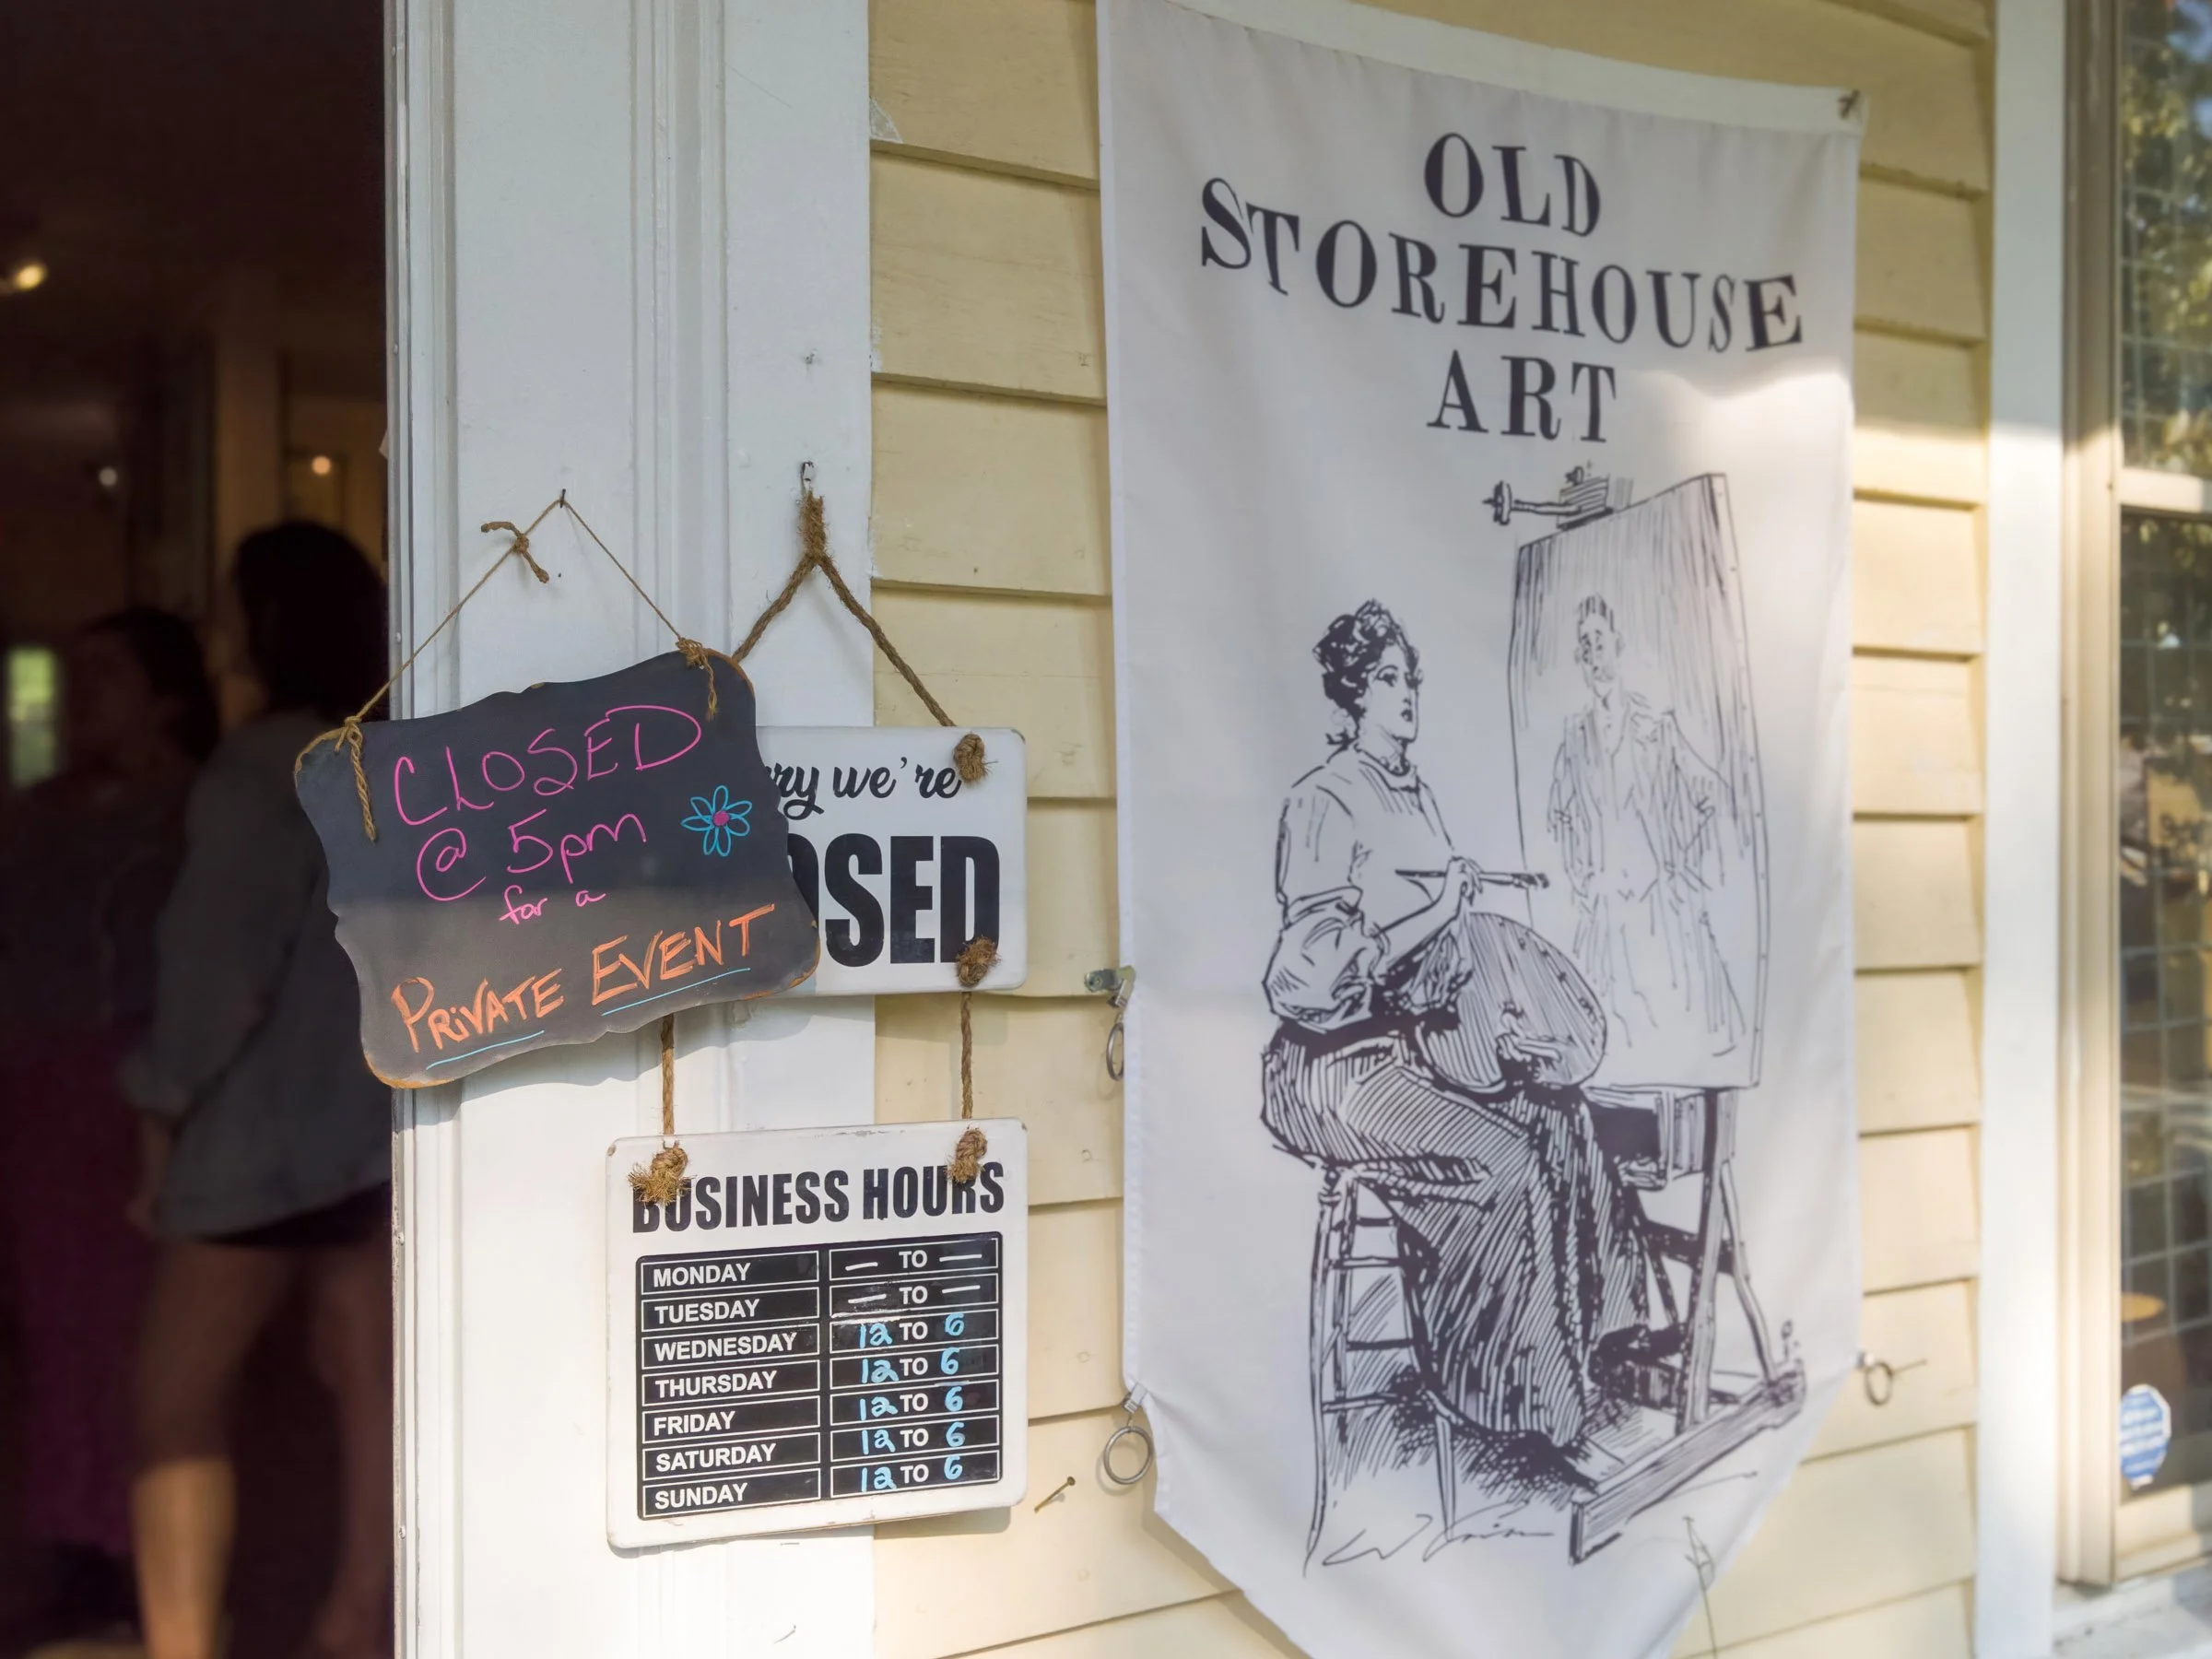 CLOSED
@ 5pm
for a
PRIVATE EVENT
we're
BUSINESS HOURS
MONDAY — TO —
TUESDAY — TO —
WEDNESDAY 12 TO 6
THURSDAY 12 TO 6
FRIDAY 12 TO 6
SATURDAY 12 TO 6
SUNDAY 12 TO 6
OLD
STOREHOUSE
ART